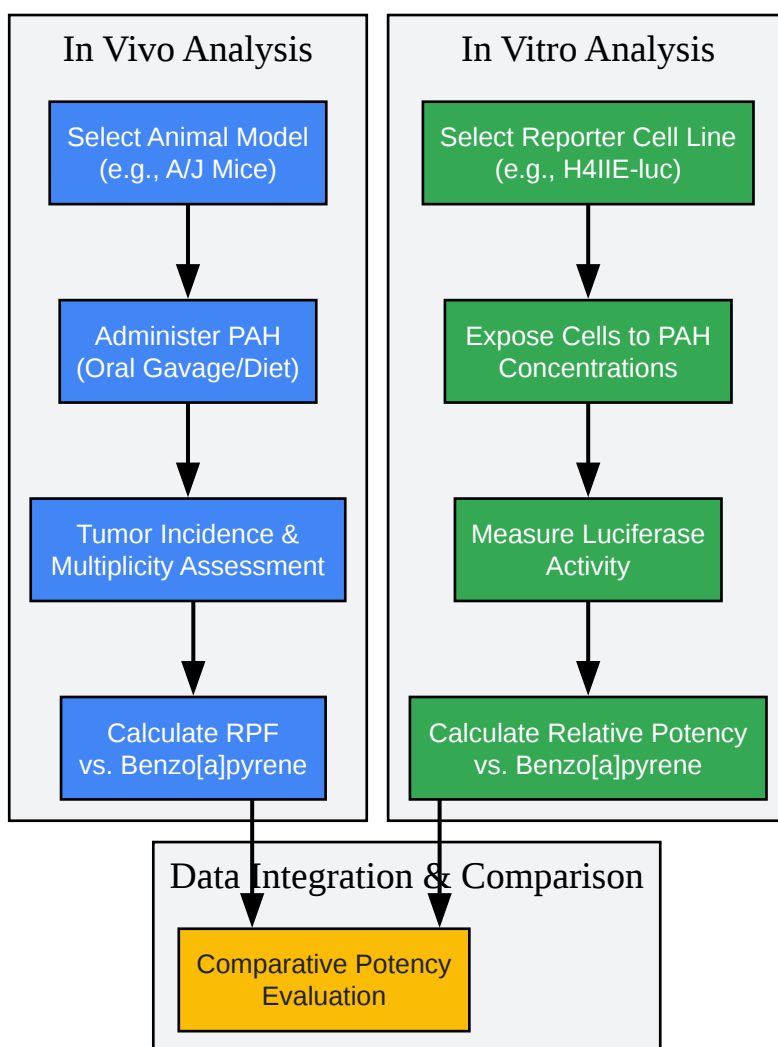 In Vivo Analysis
Select Animal Model
(e.g., A/J Mice)
Administer PAH
(Oral Gavage/Diet)
Tumor Incidence &
Multiplicity Assessment
Calculate RPF
vs. Benzo[a]pyrene
In Vitro Analysis
Select Reporter Cell Line
(e.g., H4IIE-luc)
Expose Cells to PAH
Concentrations
Measure Luciferase
Activity
Calculate Relative Potency
vs. Benzo[a]pyrene
Data Integration & Comparison
Comparative Potency
Evaluation